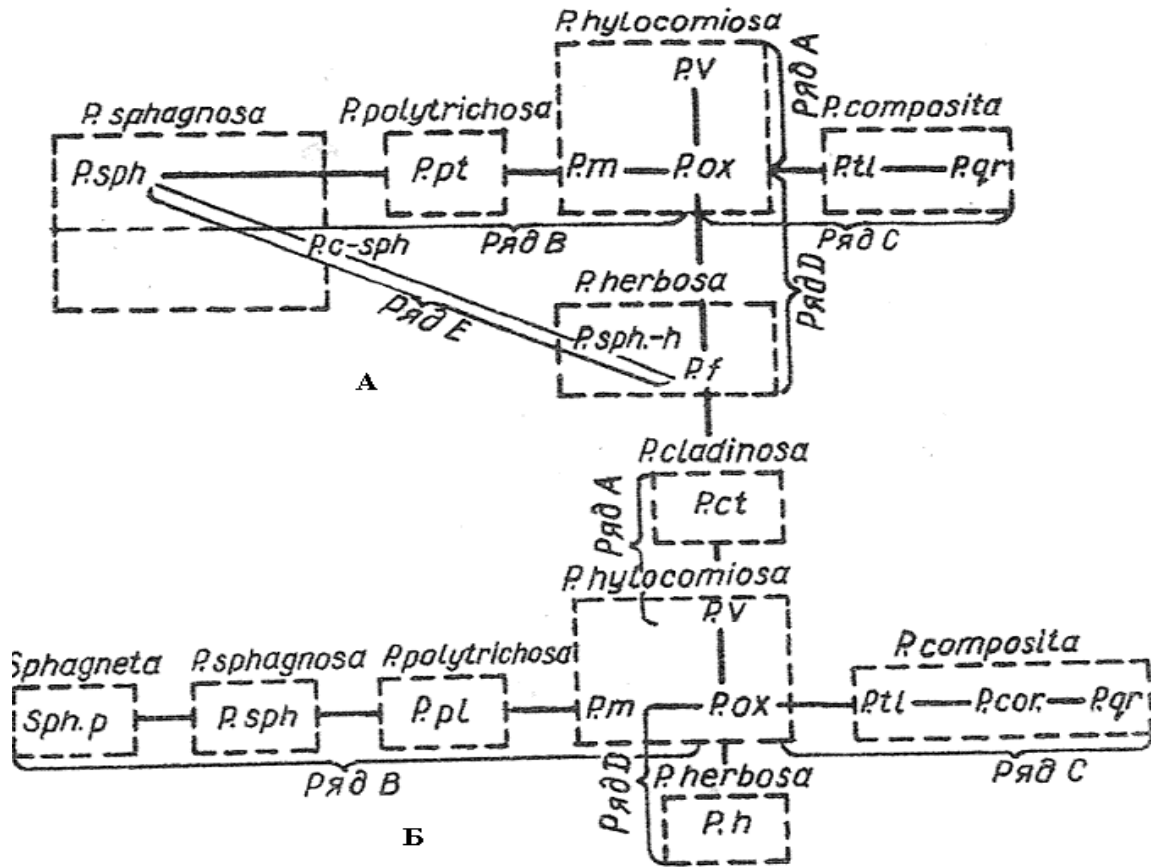 P. hylocomiosa
P. sphagnosa
P. polytrichosa
P. composita
Ряд A
P.V
P.sph
P.pt
P.m
P.ox
P.tl
P.qr
Ряд B
Ряд C
P.c-sph
Ряд E
P. herbosa
Ряд D
P.sph.-h
P.f
А
P.cladinosa
Ряд A
P.ct
P. hylocomiosa
P.V
Sphagneta
P.sphagnosa
P.polytrichosa
P.composita
Sph.p
P.sph
P.pl
P.m
P.ox
P.tl
P.cor.
P.qr
Ряд B
Ряд D
P.herbosa
Ряд C
P.h
Б